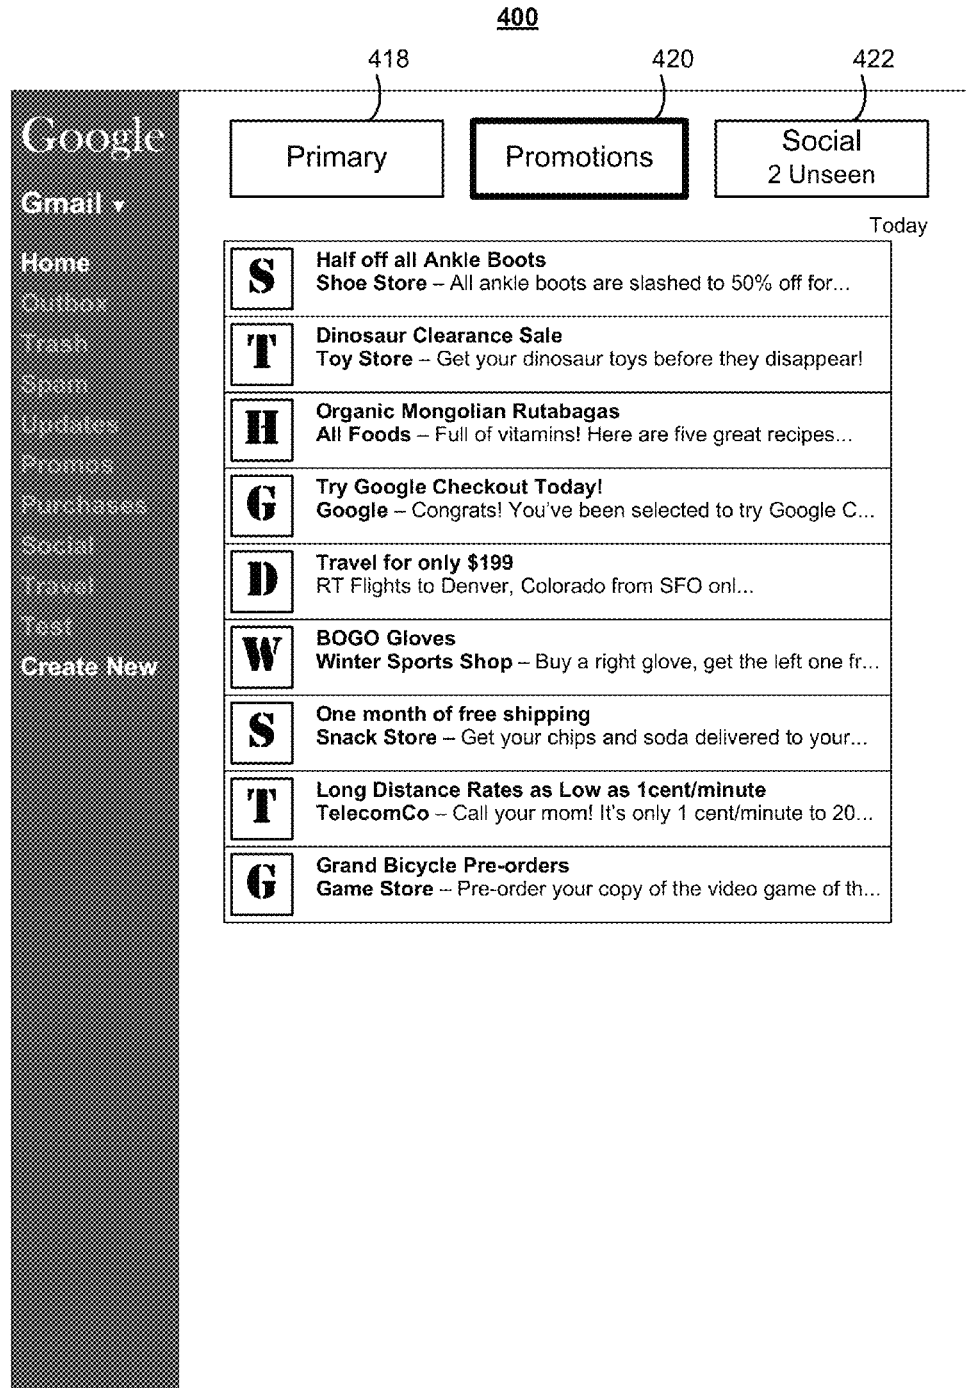 400
418
420
422
Google
Gmail ▾
Home
Outbox
Trash
Spam
Updates
Promos
Purchases
Social
Travel
Test
Create New
Primary
Promotions
Social
2 Unseen
Today
S
Half off all Ankle Boots
Shoe Store – All ankle boots are slashed to 50% off for...
T
Dinosaur Clearance Sale
Toy Store – Get your dinosaur toys before they disappear!
H
Organic Mongolian Rutabagas
All Foods – Full of vitamins! Here are five great recipes...
G
Try Google Checkout Today!
Google – Congrats! You've been selected to try Google C...
D
Travel for only $199
RT Flights to Denver, Colorado from SFO onl...
W
BOGO Gloves
Winter Sports Shop – Buy a right glove, get the left one fr...
S
One month of free shipping
Snack Store – Get your chips and soda delivered to your...
T
Long Distance Rates as Low as 1cent/minute
TelecomCo – Call your mom! It's only 1 cent/minute to 20...
G
Grand Bicycle Pre-orders
Game Store – Pre-order your copy of the video game of th...